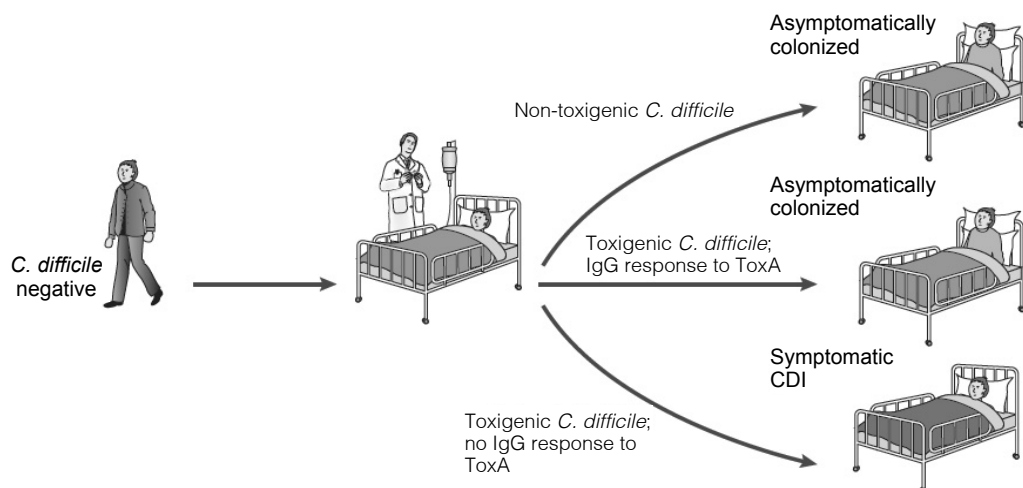 Asymptomatically
colonized
Non-toxigenic C. difficile
C. difficile
negative
Asymptomatically
colonized
Toxigenic C. difficile;
IgG response to ToxA
Symptomatic
CDI
Toxigenic C. difficile;
no IgG response to
ToxA